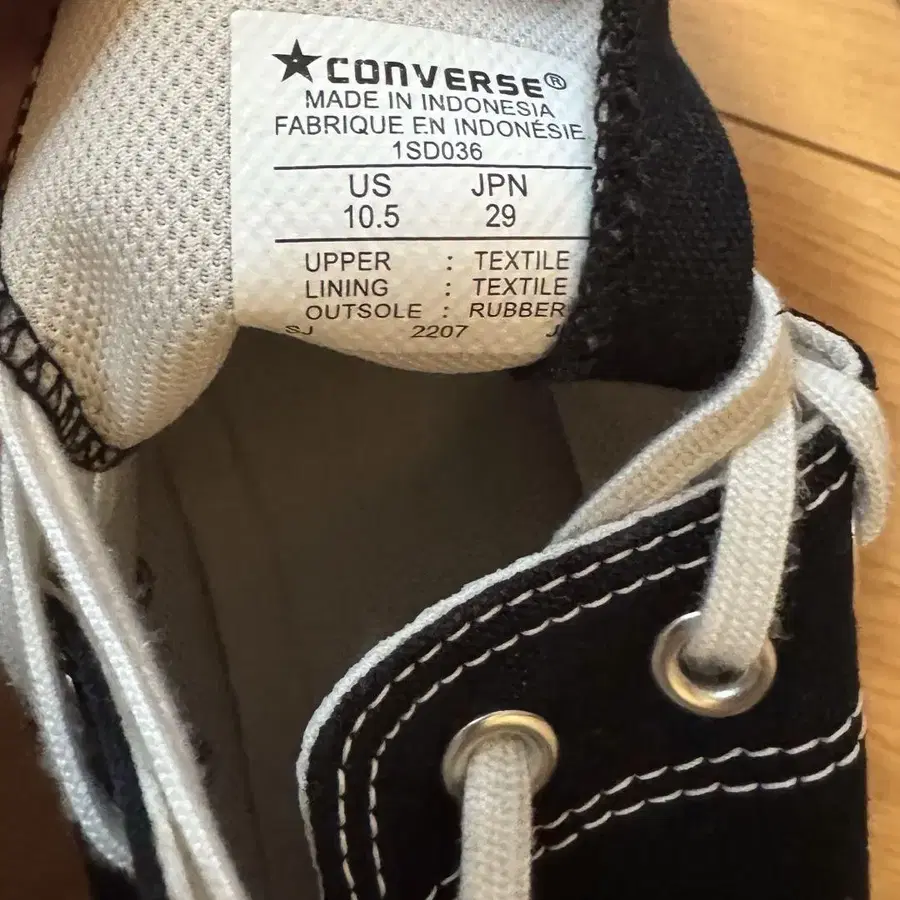 ★CONVERSE®
MADE IN INDONESIA
FABRIQUE EN INDONÉSIE
1SD036
US JPN
10.5 29
UPPER : TEXTILE
LINING : TEXTILE
OUTSOLE : RUBBER
SJ 2207